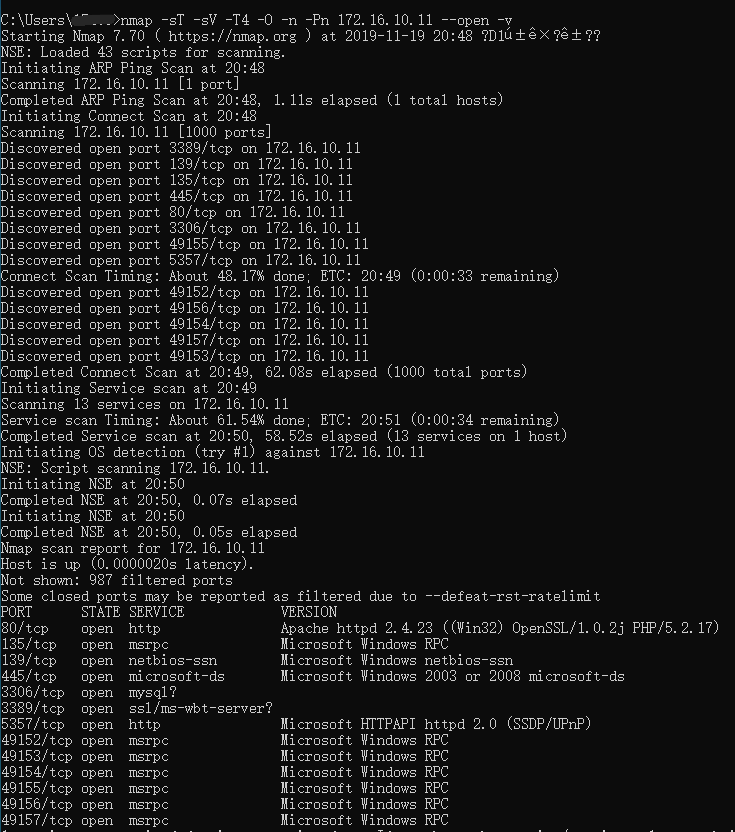 C:\Users\>nmap -sT -sV -T4 -O -n -Pn 172.16.10.11 --open -v
Starting Nmap 7.70 ( https://nmap.org ) at 2019-11-19 20:48 ?D1ú±ê×?ê±??
NSE: Loaded 43 scripts for scanning.
Initiating ARP Ping Scan at 20:48
Scanning 172.16.10.11 [1 port]
Completed ARP Ping Scan at 20:48, 1.11s elapsed (1 total hosts)
Initiating Connect Scan at 20:48
Scanning 172.16.10.11 [1000 ports]
Discovered open port 3389/tcp on 172.16.10.11
Discovered open port 139/tcp on 172.16.10.11
Discovered open port 135/tcp on 172.16.10.11
Discovered open port 445/tcp on 172.16.10.11
Discovered open port 80/tcp on 172.16.10.11
Discovered open port 3306/tcp on 172.16.10.11
Discovered open port 49155/tcp on 172.16.10.11
Discovered open port 5357/tcp on 172.16.10.11
Connect Scan Timing: About 48.17% done; ETC: 20:49 (0:00:33 remaining)
Discovered open port 49152/tcp on 172.16.10.11
Discovered open port 49156/tcp on 172.16.10.11
Discovered open port 49154/tcp on 172.16.10.11
Discovered open port 49157/tcp on 172.16.10.11
Discovered open port 49153/tcp on 172.16.10.11
Completed Connect Scan at 20:49, 62.08s elapsed (1000 total ports)
Initiating Service scan at 20:49
Scanning 13 services on 172.16.10.11
Service scan Timing: About 61.54% done; ETC: 20:51 (0:00:34 remaining)
Completed Service scan at 20:50, 58.52s elapsed (13 services on 1 host)
Initiating OS detection (try #1) against 172.16.10.11
NSE: Script scanning 172.16.10.11.
Initiating NSE at 20:50
Completed NSE at 20:50, 0.07s elapsed
Initiating NSE at 20:50
Completed NSE at 20:50, 0.05s elapsed
Nmap scan report for 172.16.10.11
Host is up (0.0000020s latency).
Not shown: 987 filtered ports
Some closed ports may be reported as filtered due to --defeat-rst-ratelimit
PORT STATE SERVICE VERSION
80/tcp open http Apache httpd 2.4.23 ((Win32) OpenSSL/1.0.2j PHP/5.2.17)
135/tcp open msrpc Microsoft Windows RPC
139/tcp open netbios-ssn Microsoft Windows netbios-ssn
445/tcp open microsoft-ds Microsoft Windows 2003 or 2008 microsoft-ds
3306/tcp open mysql?
3389/tcp open ssl/ms-wbt-server?
5357/tcp open http Microsoft HTTPAPI httpd 2.0 (SSDP/UPnP)
49152/tcp open msrpc Microsoft Windows RPC
49153/tcp open msrpc Microsoft Windows RPC
49154/tcp open msrpc Microsoft Windows RPC
49155/tcp open msrpc Microsoft Windows RPC
49156/tcp open msrpc Microsoft Windows RPC
49157/tcp open msrpc Microsoft Windows RPC